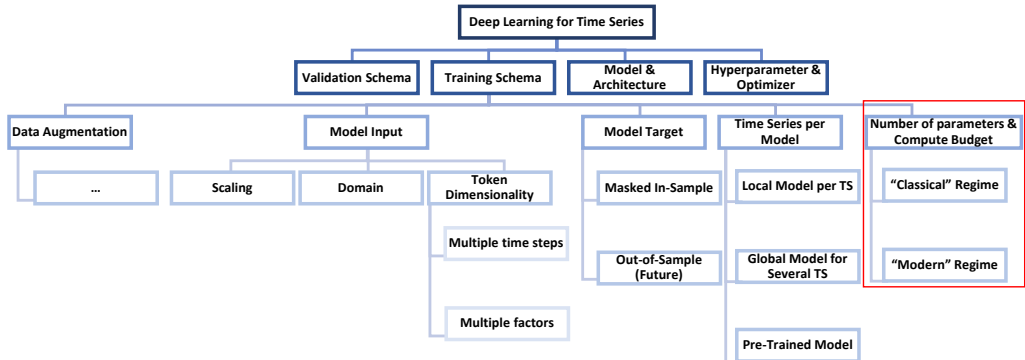 Deep Learning for Time Series
Validation Schema
Training Schema
Model &
Architecture
Hyperparameter &
Optimizer
Data Augmentation
Model Input
Model Target
Time Series per
Model
Number of parameters &
Compute Budget
...
Scaling
Domain
Token
Dimensionality
Masked In-Sample
Local Model per TS
“Classical” Regime
Multiple time steps
Out-of-Sample
(Future)
Global Model for
Several TS
“Modern” Regime
Multiple factors
Pre-Trained Model